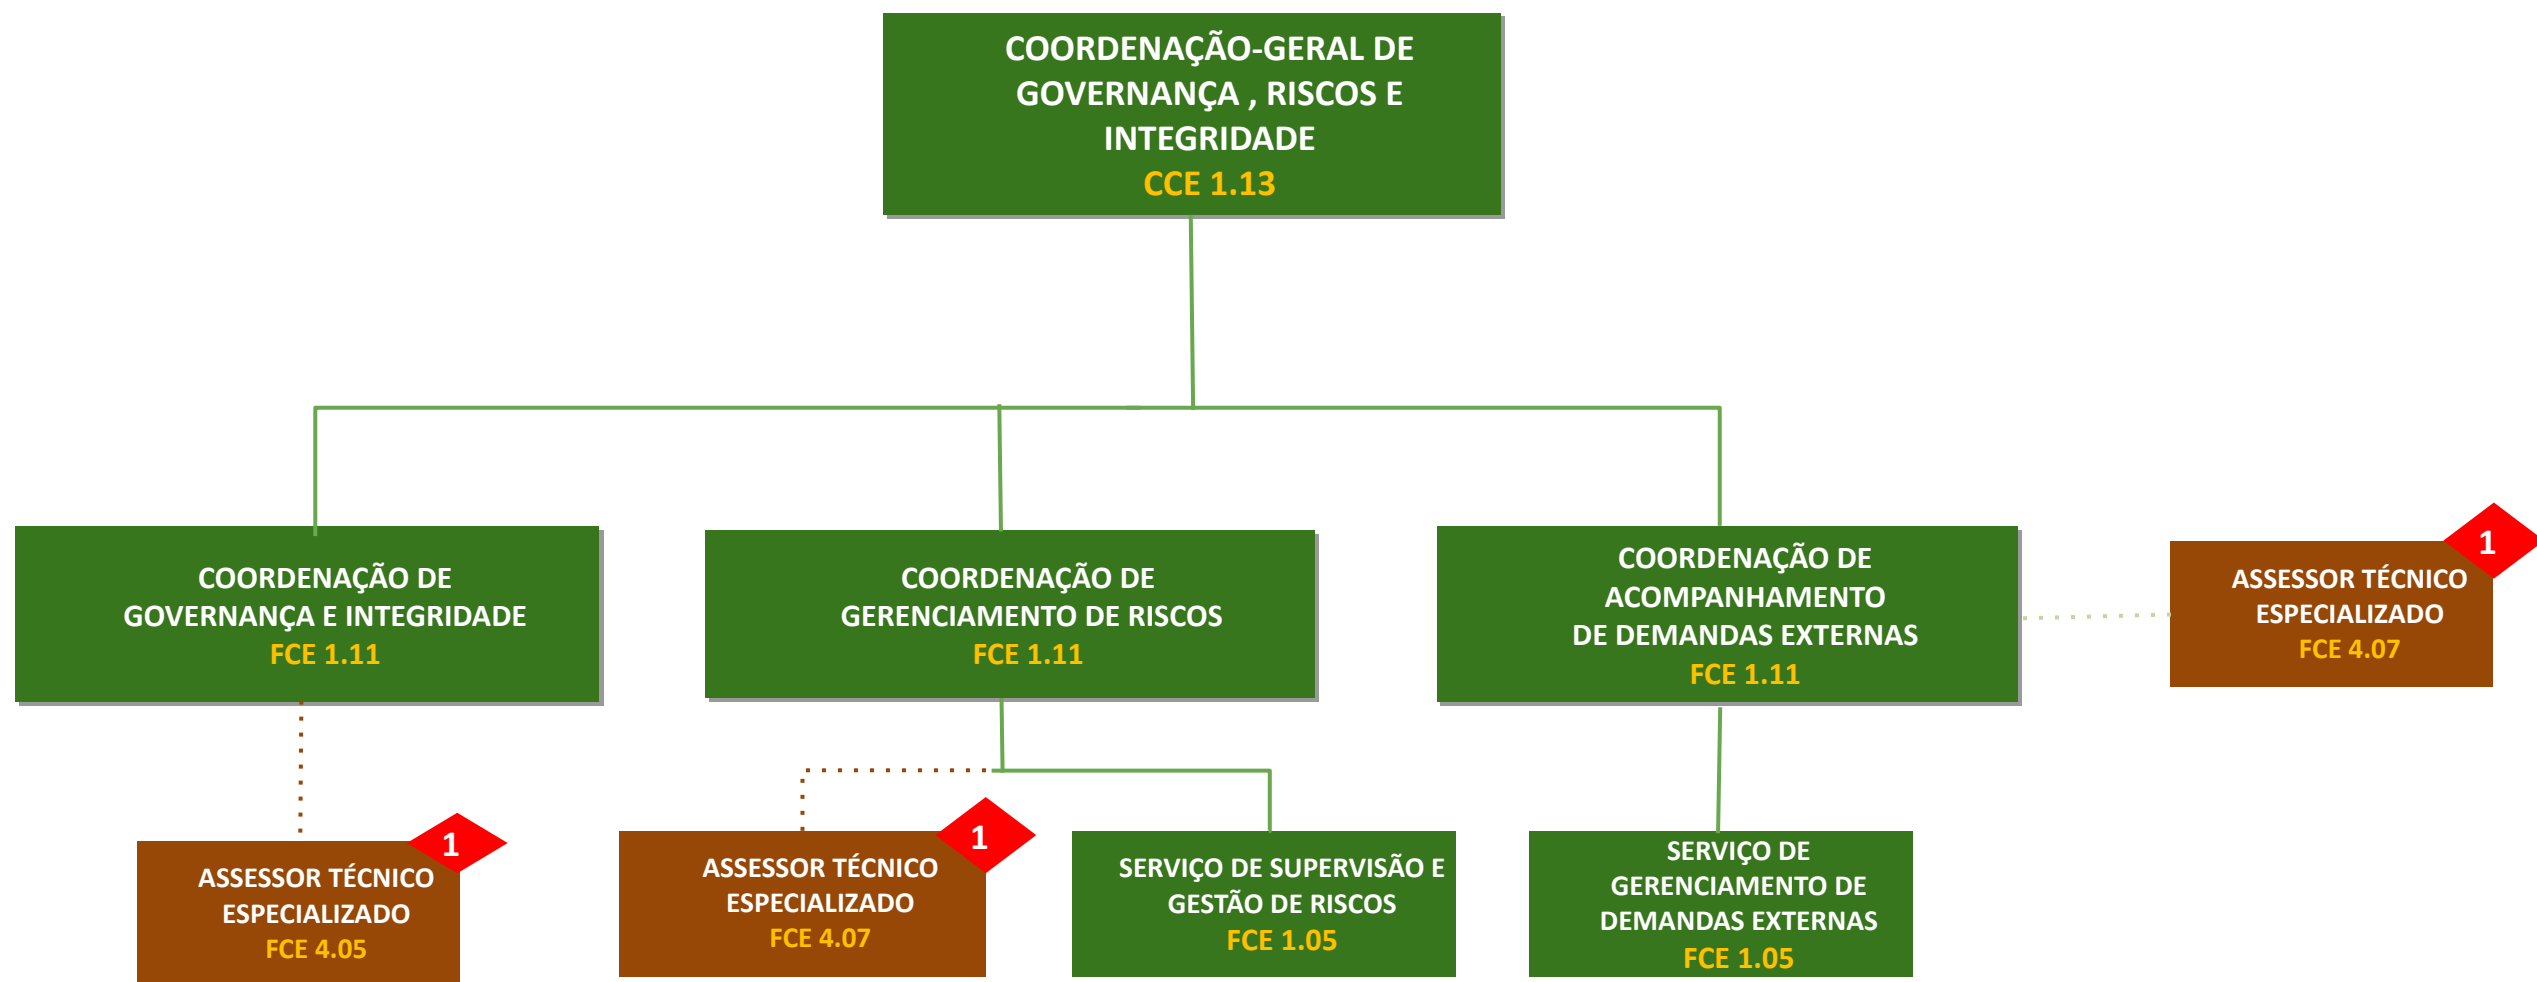 COORDENAÇÃO-GERAL DE
GOVERNANÇA , RISCOS E
INTEGRIDADE
CCE 1.13
COORDENAÇÃO DE
GOVERNANÇA E INTEGRIDADE
FCE 1.11
COORDENAÇÃO DE
GERENCIAMENTO DE RISCOS
FCE 1.11
COORDENAÇÃO DE
ACOMPANHAMENTO
DE DEMANDAS EXTERNAS
FCE 1.11
1
ASSESSOR TÉCNICO
ESPECIALIZADO
FCE 4.07
1
ASSESSOR TÉCNICO
ESPECIALIZADO
FCE 4.05
1
ASSESSOR TÉCNICO
ESPECIALIZADO
FCE 4.07
SERVIÇO DE SUPERVISÃO E
GESTÃO DE RISCOS
FCE 1.05
SERVIÇO DE
GERENCIAMENTO DE
DEMANDAS EXTERNAS
FCE 1.05